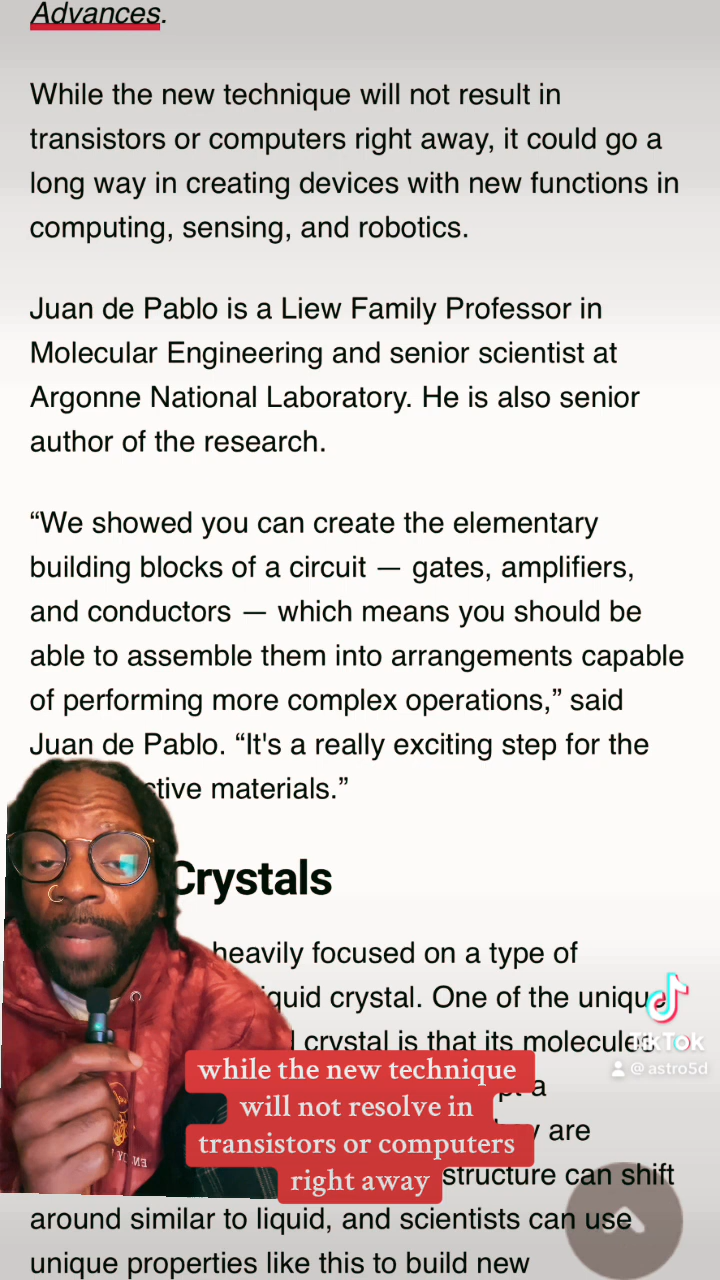 Advances.
While the new technique will not result in
transistors or computers right away, it could go a
long way in creating devices with new functions in
computing, sensing, and robotics.
Juan de Pablo is a Liew Family Professor in
Molecular Engineering and senior scientist at
Argonne National Laboratory. He is also senior
author of the research.
“We showed you can create the elementary
building blocks of a circuit — gates, amplifiers,
and conductors — which means you should be
able to assemble them into arrangements capable
of performing more complex operations,” said
Juan de Pablo. “It's a really exciting step for the
materials.”
Crystals
heavily focused on a type of
crystal. One of the unique
crystal is that its molecules
TikTok
@astro5d
while the new technique
will not resolve in
transistors or computers
right away
a
are
structure can shift
around similar to liquid, and scientists can use
unique properties like this to build new